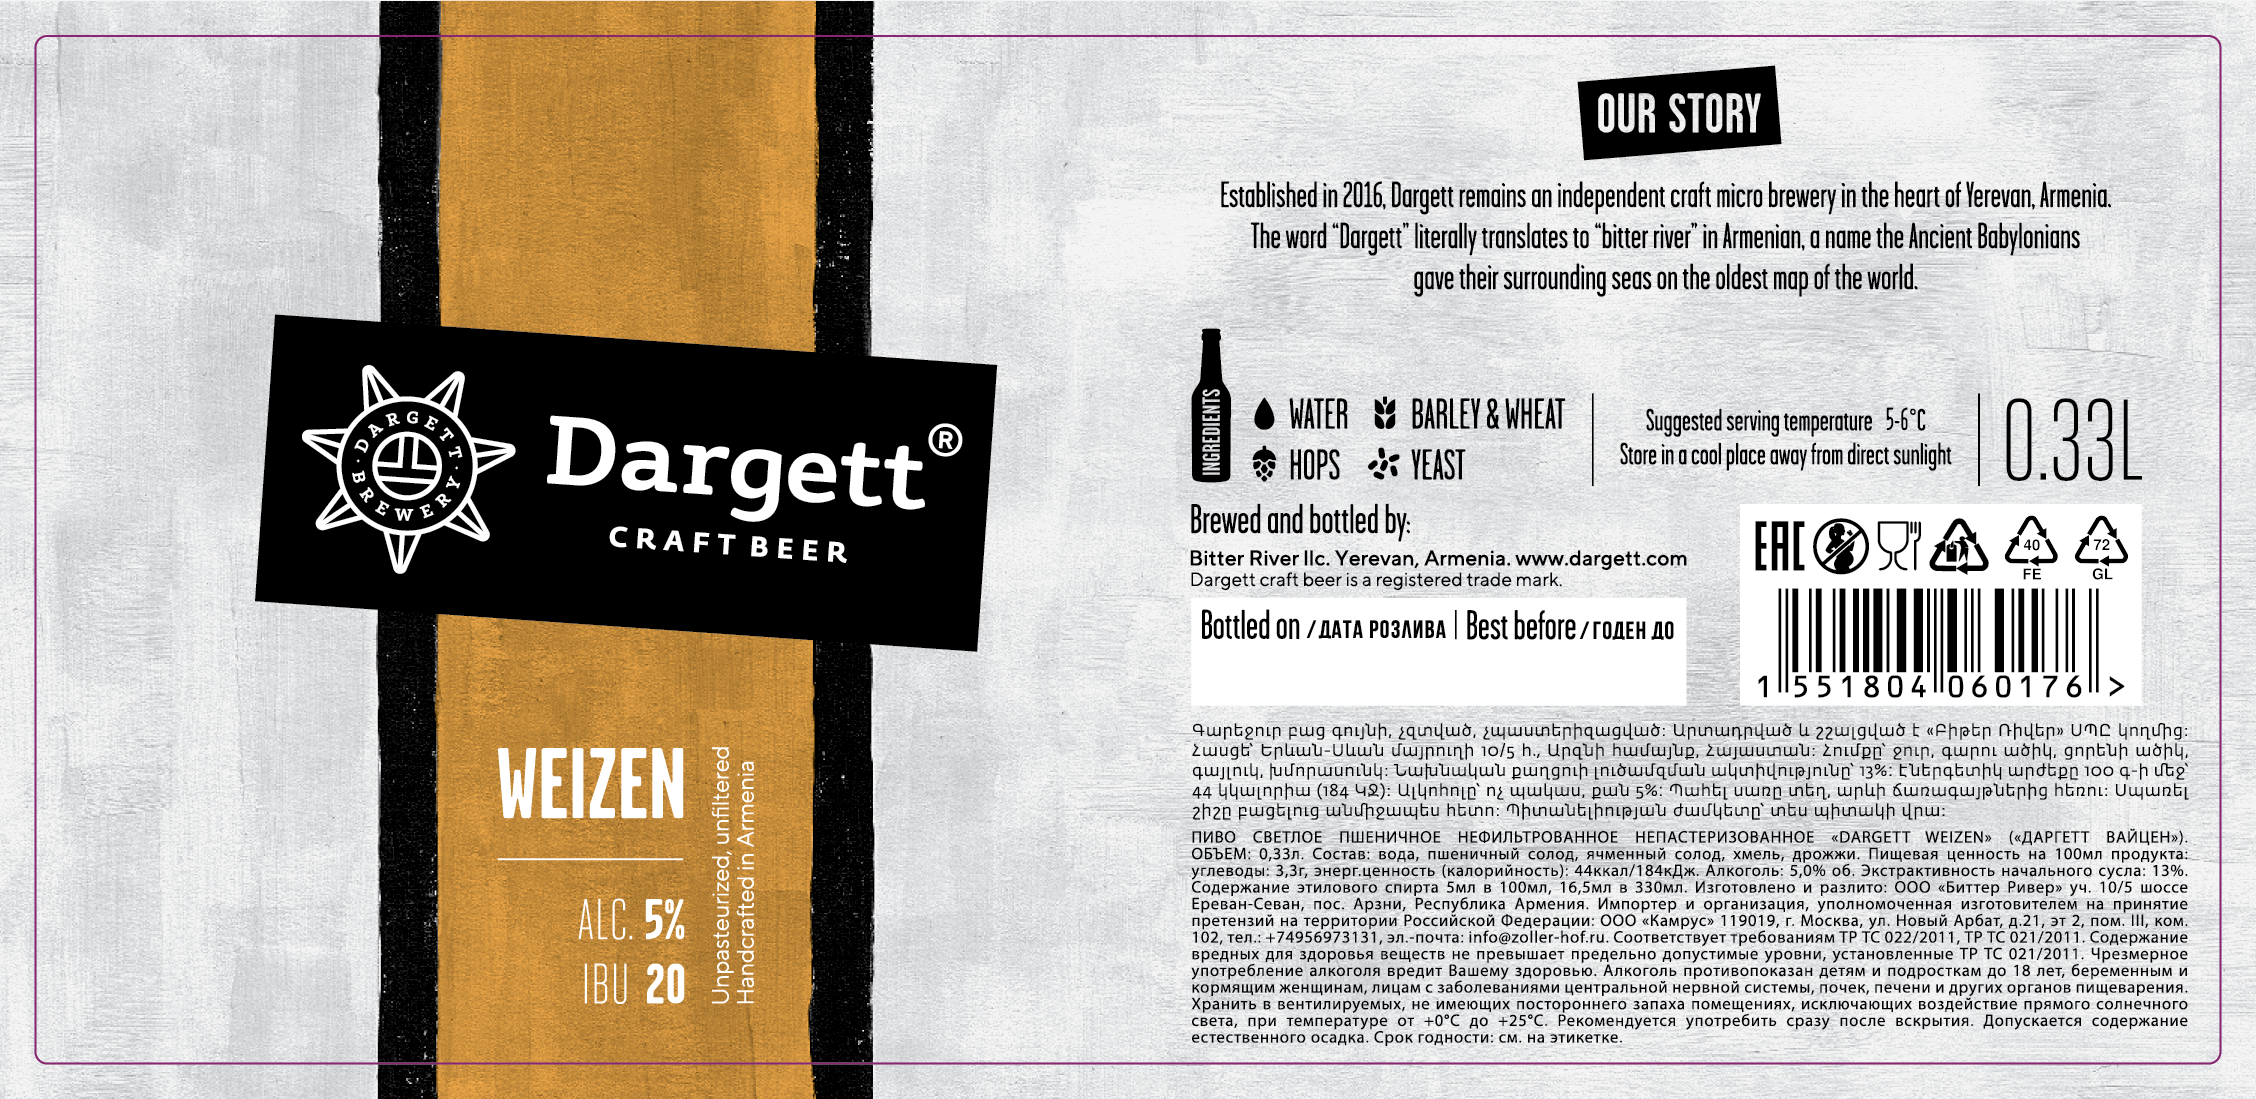 DARGETT
· BREWERY ·
Dargett®
CRAFT BEER
WEIZEN
ALC. 5%
IBU 20
Unpasteurized, unfiltered
Handcrafted in Armenia
OUR STORY
Established in 2016, Dargett remains an independent craft micro brewery in the heart of Yerevan, Armenia.
The word “Dargett” literally translates to “bitter river” in Armenian, a name the Ancient Babylonians
gave their surrounding seas on the oldest map of the world.
INGREDIENTS
WATER BARLEY & WHEAT
HOPS YEAST
Suggested serving temperature 5-6°C
Store in a cool place away from direct sunlight
0.33L
Brewed and bottled by:
Bitter River llc. Yerevan, Armenia. www.dargett.com
Dargett craft beer is a registered trade mark.
Bottled on / ДАТА РОЗЛИВА | Best before / ГОДЕН ДО
EAC
40
FE
72
GL
1 551804 060176 >
Գարեջուր բաց գույնի, չզտված, չպաստերիզացված: Արտադրված և շշալցված է «Բիթեր Ռիվեր» ՍՊԸ կողմից:
Հասցե՝ Երևան-Սևան մայրուղի 10/5 հ., Արզնի համայնք, Հայաստան: Հումքը՝ ջուր, գարու ածիկ, ցորենի ածիկ,
գայլուկ, խմորասունկ: Նախնական քաղցուի լուծամզման ակտիվությունը՝ 13%: Էներգետիկ արժեքը 100 գ-ի մեջ՝
44 կկալորիա (184 ԿՋ): Ալկոհոլը՝ ոչ պակաս, քան 5%: Պահել սառը տեղ, արևի ճառագայթներից հեռու: Սպառել
շիշը բացելուց անմիջապես հետո: Պիտանելիության ժամկետը՝ տես պիտակի վրա:
ПИВО СВЕТЛОЕ ПШЕНИЧНОЕ НЕФИЛЬТРОВАННОЕ НЕПАСТЕРИЗОВАННОЕ «DARGETT WEIZEN» («ДАРГЕТТ ВАЙЦЕН»).
ОБЪЕМ: 0,33л. Состав: вода, пшеничный солод, ячменный солод, хмель, дрожжи. Пищевая ценность на 100мл продукта:
углеводы: 3,3г, энерг.ценность (калорийность): 44ккал/184кДж. Алкоголь: 5,0% об. Экстрактивность начального сусла: 13%.
Содержание этилового спирта 5мл в 100мл, 16,5мл в 330мл. Изготовлено и разлито: ООО «Биттер Ривер» уч. 10/5 шоссе
Ереван-Севан, пос. Арзни, Республика Армения. Импортер и организация, уполномоченная изготовителем на принятие
претензий на территории Российской Федерации: ООО «Камрус» 119019, г. Москва, ул. Новый Арбат, д.21, эт 2, пом. III, ком.
102, тел.: +74956973131, эл.-почта: info@zoller-hof.ru. Соответствует требованиям ТР ТС 022/2011, ТР ТС 021/2011. Содержание
вредных для здоровья веществ не превышает предельно допустимые уровни, установленные ТР ТС 021/2011. Чрезмерное
употребление алкоголя вредит Вашему здоровью. Алкоголь противопоказан детям и подросткам до 18 лет, беременным и
кормящим женщинам, лицам с заболеваниями центральной нервной системы, почек, печени и других органов пищеварения.
Хранить в вентилируемых, не имеющих постороннего запаха помещениях, исключающих воздействие прямого солнечного
света, при температуре от +0°С до +25°С. Рекомендуется употребить сразу после вскрытия. Допускается содержание
естественного осадка. Срок годности: см. на этикетке.